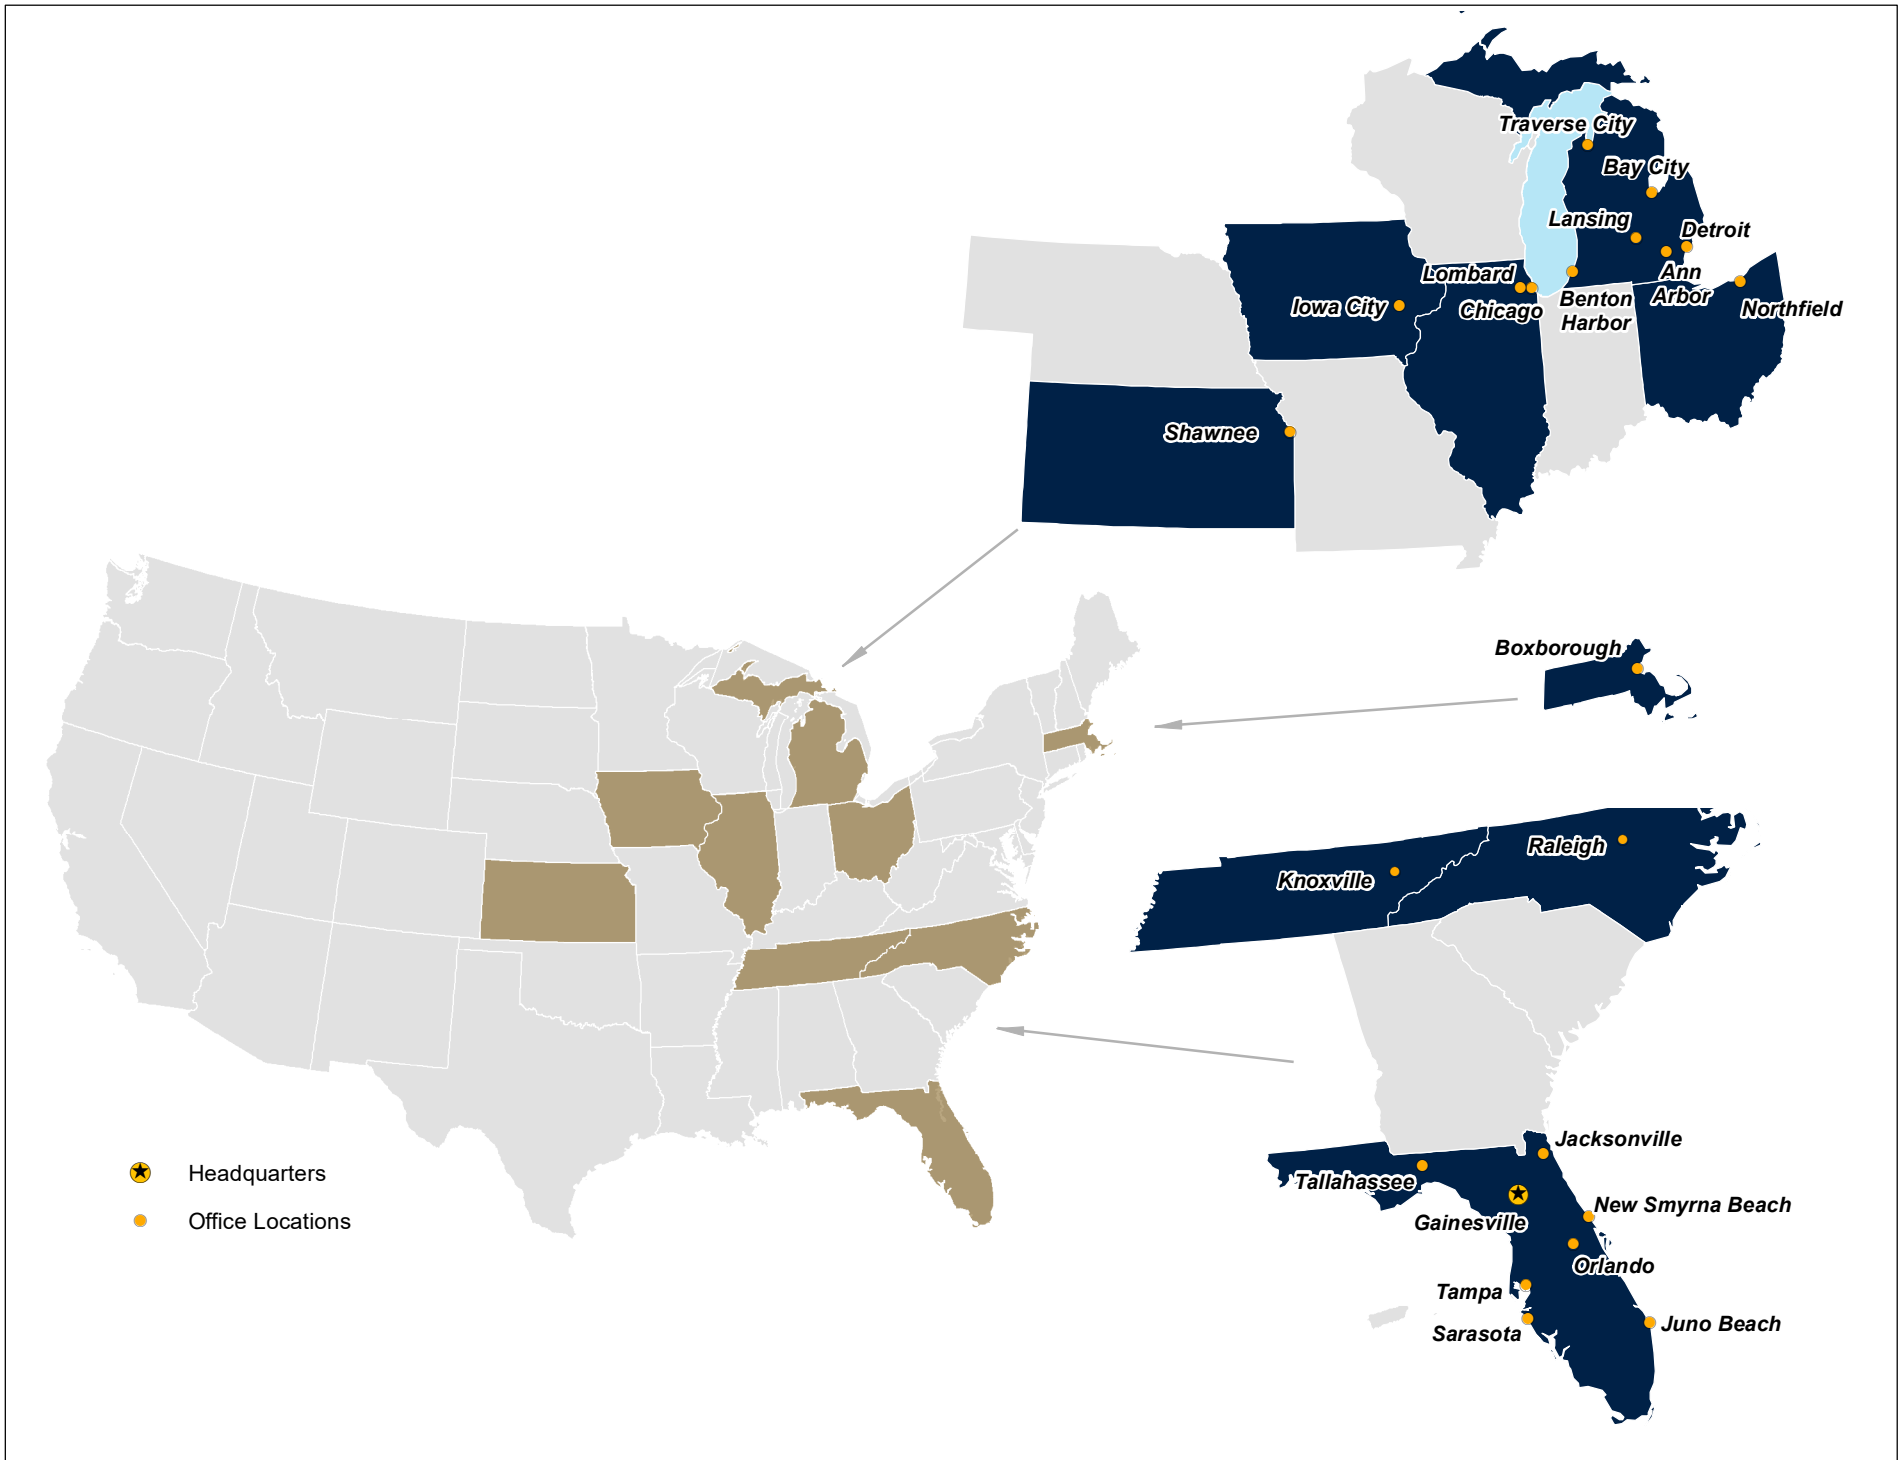 Traverse City
Bay City
Lansing
Detroit
Ann
Arbor
Lombard
Chicago
Benton
Harbor
Northfield
Iowa City
Shawnee
Boxborough
Raleigh
Knoxville
Jacksonville
Tallahassee
New Smyrna Beach
Gainesville
Orlando
Tampa
Juno Beach
Sarasota
Headquarters
Office Locations